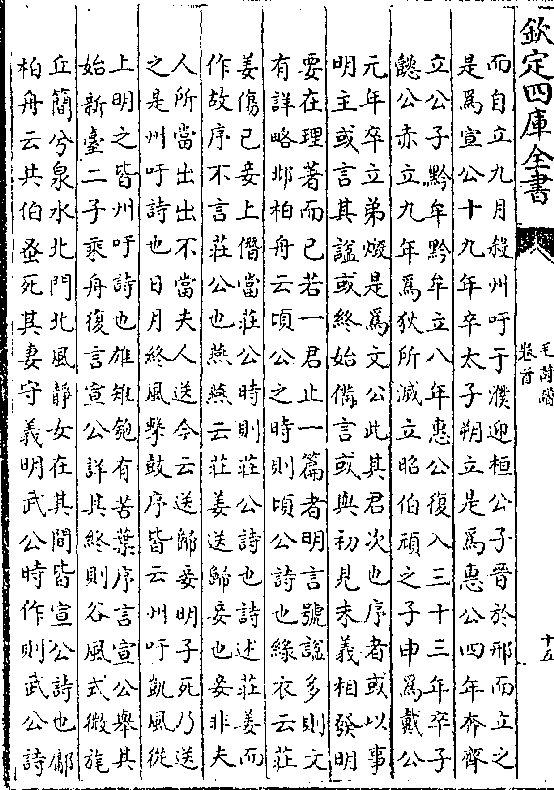 欽定四庫全書
毛詩譜
卷首
十五
而自立九月殺州吁于濮迎桓公子晉於邢而立之
是為宣公十九年卒太子朔立是為惠公四年奔齊
立公子黔牟黔牟立八年惠公復入三十三年卒子
懿公赤立九年為狄所滅立昭伯頑之子申為戴公
元年卒立弟燬是為文公此其君次也序者或以事
明主或言其諡或終始備言或與初見末義相發明
要在理著而已若一君止一篇者明言號諡多則文
有詳略邶柏舟云頃公之時則頃公詩也綠衣云莊
姜傷己妾上僭當莊公時則莊公詩也詩述莊姜而
作故序不言莊公也燕燕云莊姜送歸妾也妾非夫
人所當出出不當夫人送今云送歸妾明子死乃送
之是州吁詩也日月終風擊鼓序皆云州吁凱風從
上明之皆州吁詩也雄雉匏有苦葉序言宣公舉其
始新臺二子乘舟復言宣公詳其終則谷風式微旄
丘簡兮泉水北門北風靜女在其間皆宣公詩也鄘
柏舟云共伯蚤死其妻守義明武公時作則武公詩